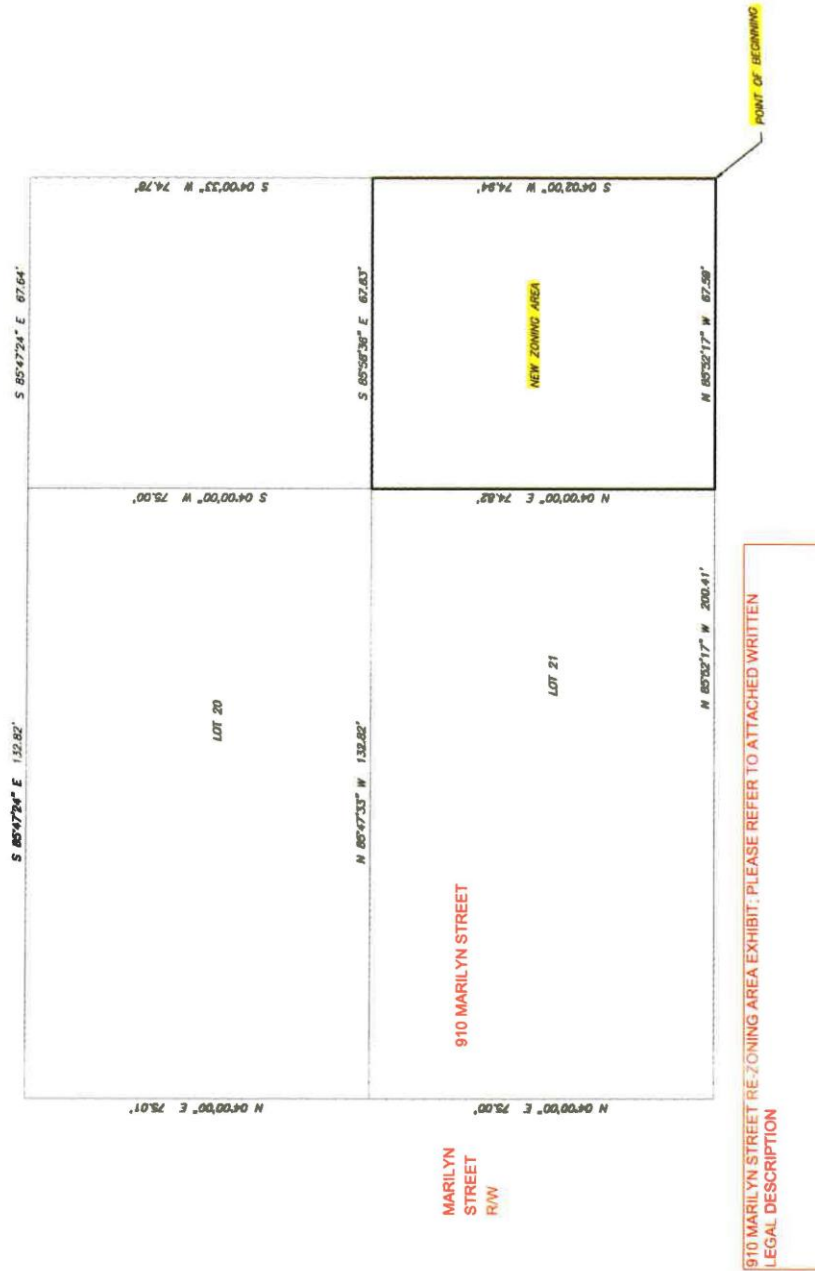 S 85°47'24" E 132.82'
S 85°47'24" E 67.64'
N 04°00'00" E 75.01'
LOT 20
S 04°00'00" W 75.00'
S 04°00'33" W 74.78'
N 85°47'33" W 132.82'
S 85°56'36" E 67.63'
MARILYN
STREET
R/W
N 04°00'00" E 75.00'
910 MARILYN STREET
LOT 21
N 04°00'00" E 74.82'
NEW ZONING AREA
S 04°02'00" W 74.94'
N 85°52'17" W 200.41'
N 85°52'17" W 67.59'
POINT OF BEGINNING
910 MARILYN STREET RE-ZONING AREA EXHIBIT; PLEASE REFER TO ATTACHED WRITTEN
LEGAL DESCRIPTION